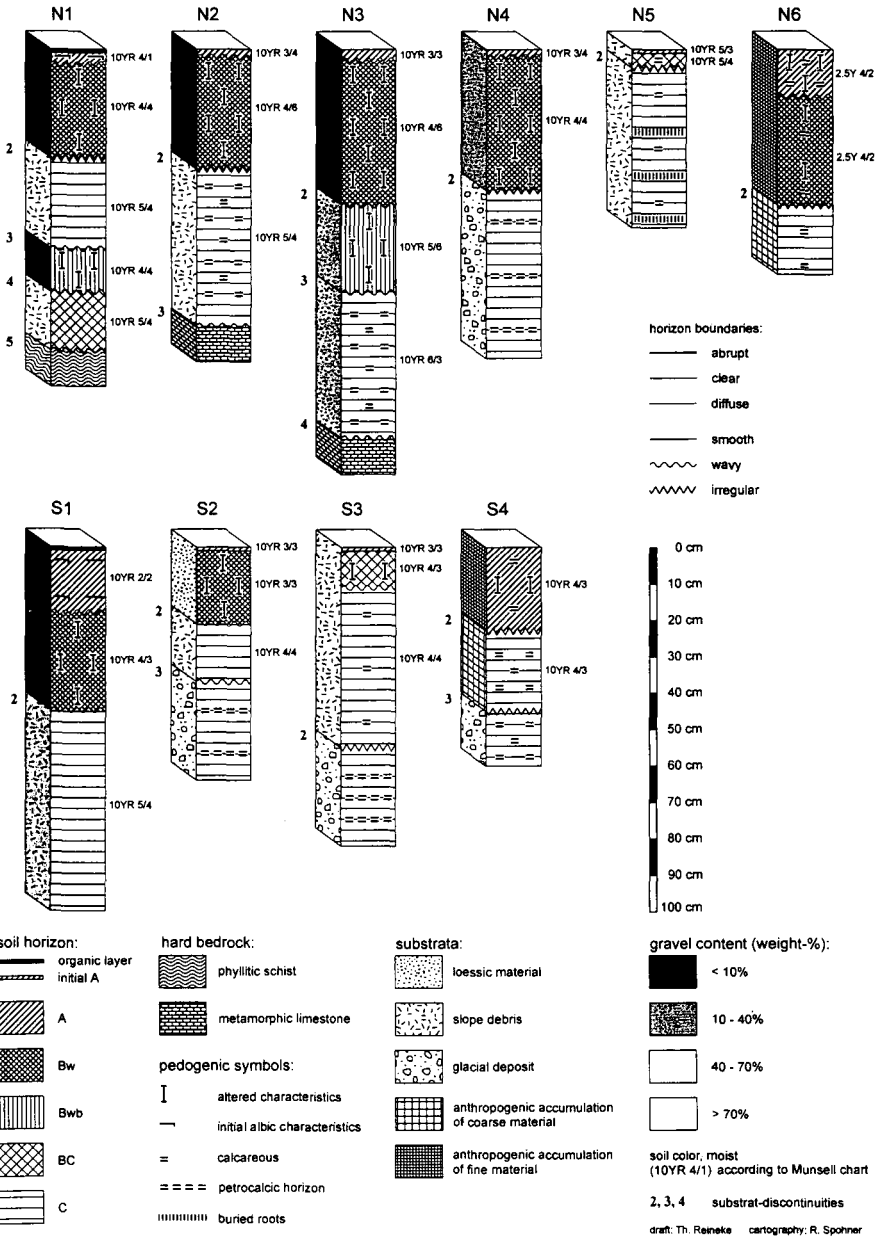 N1 N2 N3 N4 N5 N6
10YR 4/1
10YR 4/4
2
10YR 5/4
3
10YR 4/4
4
10YR 5/4
5
10YR 3/4
10YR 4/6
2
10YR 5/4
3
10YR 3/3
10YR 4/6
2
10YR 5/6
3
10YR 6/3
4
10YR 3/4
10YR 4/4
2
10YR 5/3
2
10YR 5/4
2.5Y 4/2
2.5Y 4/2
2
horizon boundaries:
abrupt
clear
diffuse
smooth
wavy
irregular
S1 S2 S3 S4
10YR 2/2
10YR 4/3
2
10YR 5/4
10YR 3/3
10YR 3/3
2
10YR 4/4
3
10YR 3/3
10YR 4/3
10YR 4/4
2
10YR 4/3
2
10YR 4/3
3
0 cm
10 cm
20 cm
30 cm
40 cm
50 cm
60 cm
70 cm
80 cm
90 cm
100 cm
soil horizon:
organic layer
initial A
A
Bw
Bwb
BC
C
hard bedrock:
phyllitic schist
metamorphic limestone
pedogenic symbols:
altered characteristics
initial albic characteristics
calcareous
petrocalcic horizon
buried roots
substrata:
loessic material
slope debris
glacial deposit
anthropogenic accumulation
of coarse material
anthropogenic accumulation
of fine material
gravel content (weight-%):
< 10%
10 - 40%
40 - 70%
> 70%
soil color, moist
(10YR 4/1) according to Munsell chart
2, 3, 4 substrat-discontinuities
draft: Th. Reineke cartography: R. Spohner